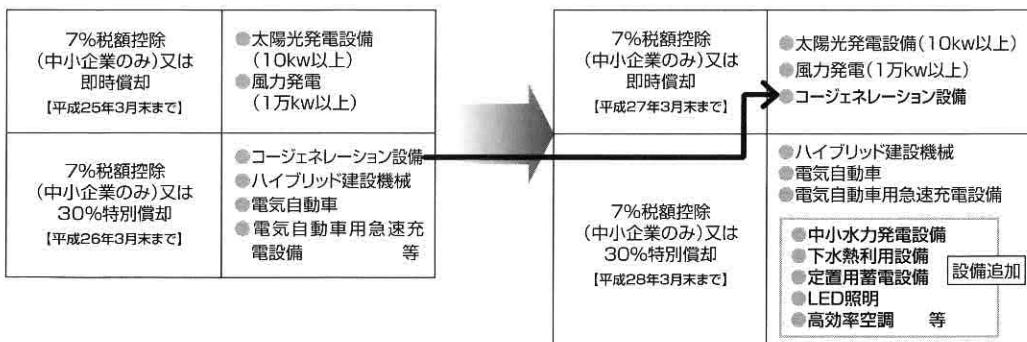 7%税額控除
(中小企業のみ)又は
即時償却
【平成25年3月末まで】
●太陽光発電設備
(10kw以上)
●風力発電
(1万kw以上)
7%税額控除
(中小企業のみ)又は
30%特別償却
【平成26年3月末まで】
●コージェネレーション設備
●ハイブリッド建設機械
●電気自動車
●電気自動車用急速充
電設備 等
7%税額控除
(中小企業のみ)又は
即時償却
【平成27年3月末まで】
●太陽光発電設備(10kw以上)
●風力発電(1万kw以上)
●コージェネレーション設備
7%税額控除
(中小企業のみ)又は
30%特別償却
【平成28年3月末まで】
●ハイブリッド建設機械
●電気自動車
●電気自動車用急速充電設備
●中小水力発電設備
●下水熱利用設備
●定置用蓄電設備
●LED照明
●高効率空調 等
設備追加